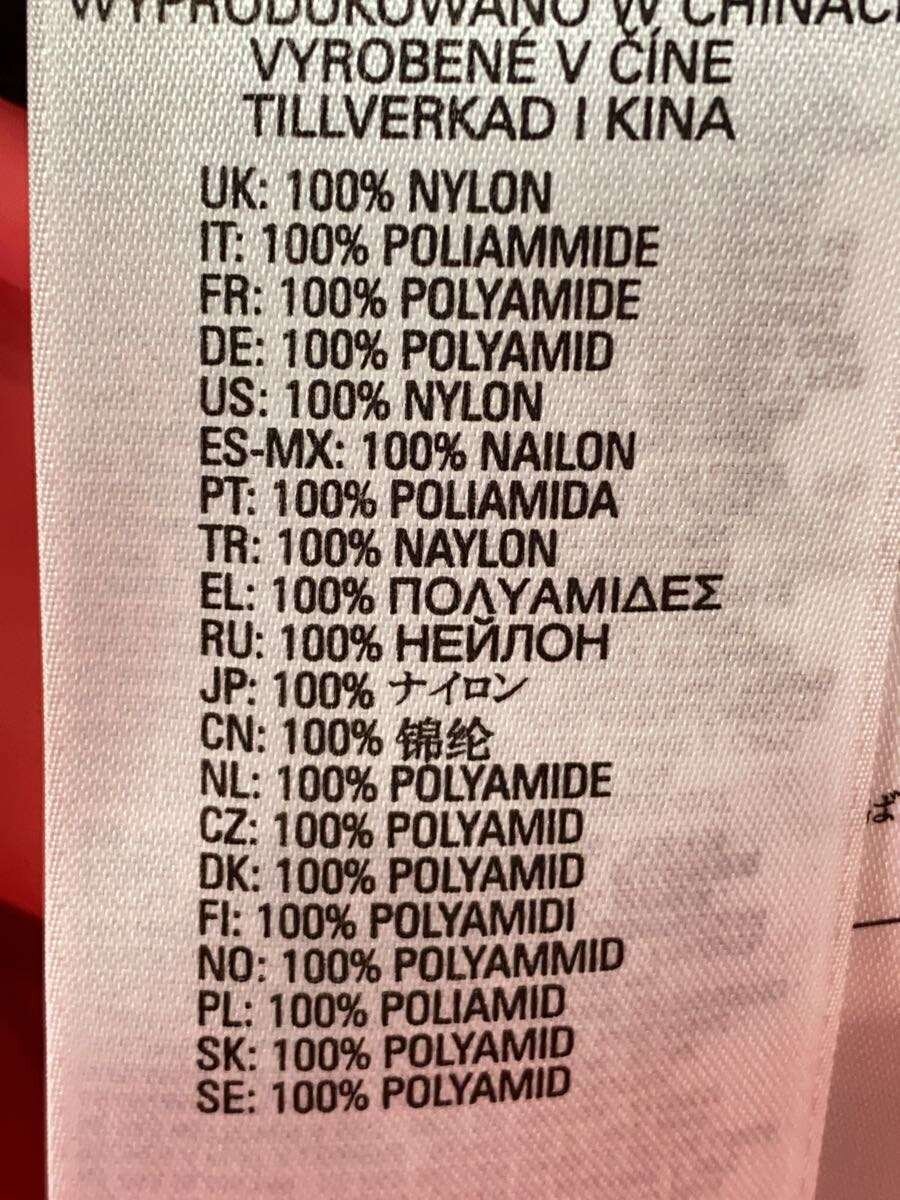 WYPRODUKOWANO W CHINACH
VYROBENÉ V ČÍNE
TILLVERKAD I KINA
UK: 100% NYLON
IT: 100% POLIAMMIDE
FR: 100% POLYAMIDE
DE: 100% POLYAMID
US: 100% NYLON
ES-MX: 100% NAILON
PT: 100% POLIAMIDA
TR: 100% NAYLON
EL: 100% ΠΟΛΥΑΜΙΔΕΣ
RU: 100% НЕЙЛОН
JP: 100% ナイロン
CN: 100% 锦纶
NL: 100% POLYAMIDE
CZ: 100% POLYAMID
DK: 100% POLYAMID
FI: 100% POLYAMIDI
NO: 100% POLYAMMID
PL: 100% POLIAMID
SK: 100% POLYAMID
SE: 100% POLYAMID